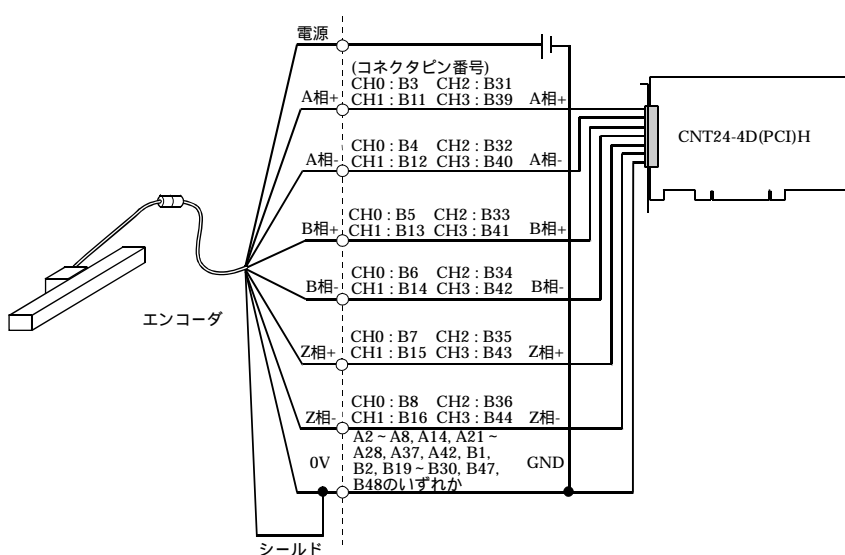 電源
(コネクタピン番号)
CH0 : B3 CH2 : B31
A相+ CH1 : B11 CH3 : B39 A相+
CNT24-4D(PCI)H
CH0 : B4 CH2 : B32
A相- CH1 : B12 CH3 : B40 A相-
CH0 : B5 CH2 : B33
B相+ CH1 : B13 CH3 : B41 B相+
CH0 : B6 CH2 : B34
B相- CH1 : B14 CH3 : B42 B相-
エンコーダ
CH0 : B7 CH2 : B35
Z相+ CH1 : B15 CH3 : B43 Z相+
CH0 : B8 CH2 : B36
Z相- CH1 : B16 CH3 : B44 Z相-
A2 ~ A8, A14, A21 ~
A28, A37, A42, B1,
0V B2, B19 ~ B30, B47, GND
B48のいずれか
シールド